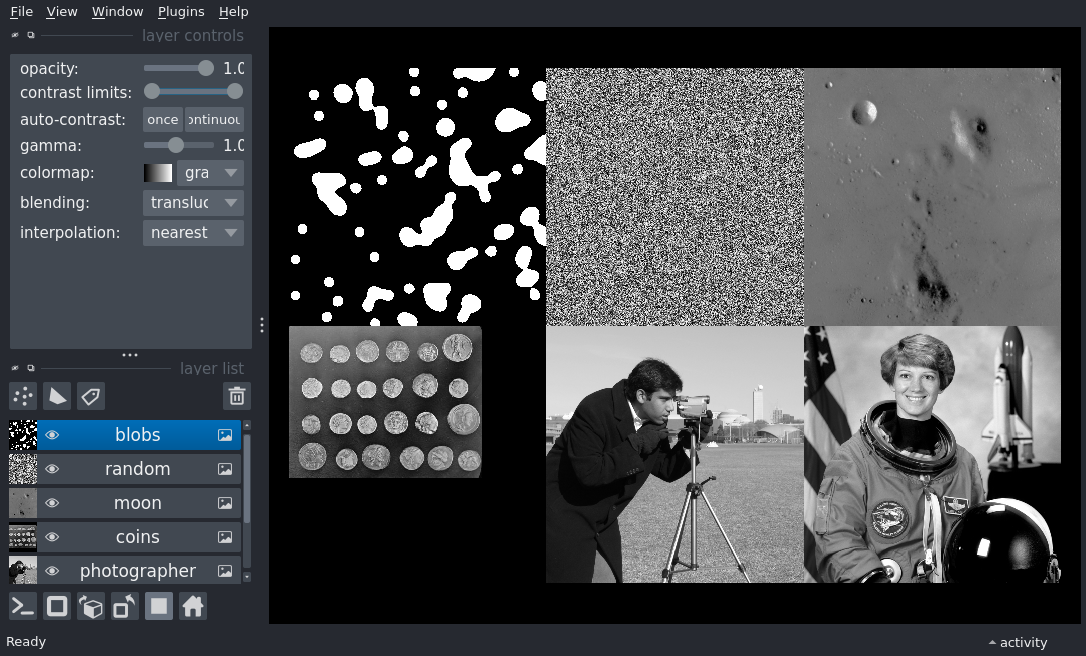 File View Window Plugins Help
layer controls
opacity: 1.0
contrast limits:
auto-contrast: once ontinuou
gamma: 1.0
colormap: gra
blending: transluc
interpolation: nearest
layer list
blobs
random
moon
coins
photographer
Ready
activity